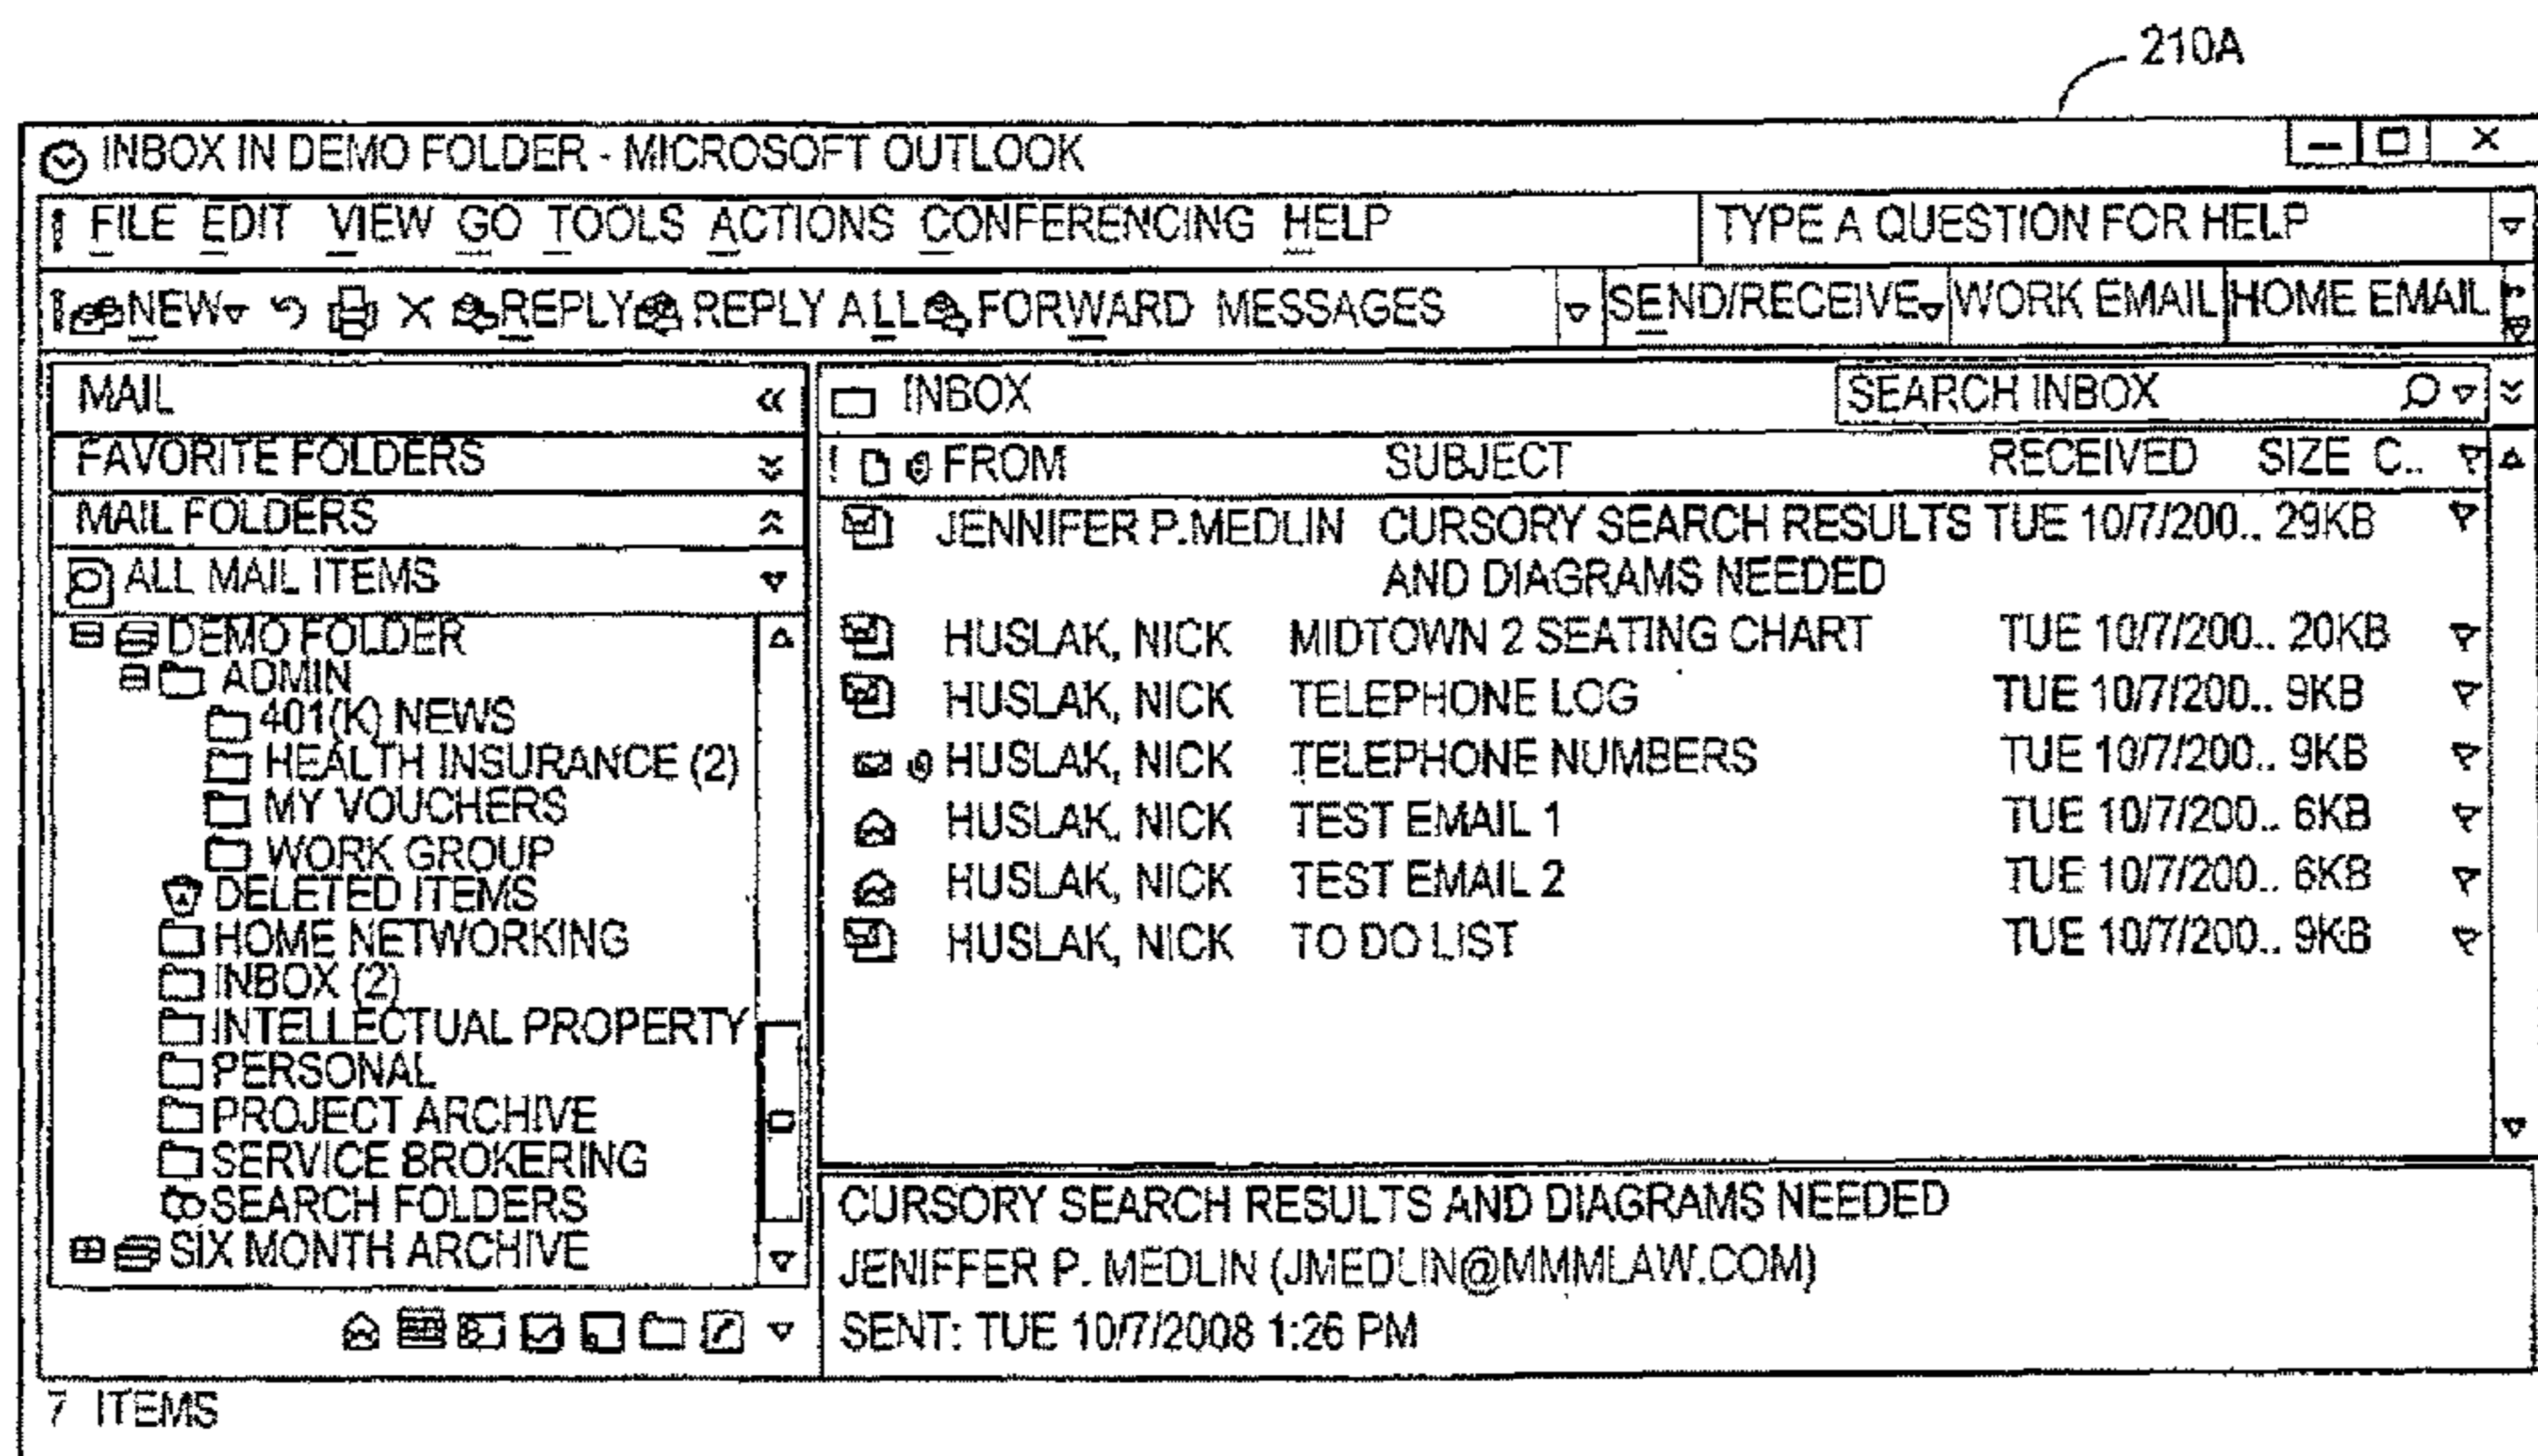 210A
INBOX IN DEMO FOLDER - MICROSOFT OUTLOOK
FILE EDIT VIEW GO TOOLS ACTIONS CONFERENCING HELP TYPE A QUESTION FOR HELP
NEW REPLY REPLY ALL FORWARD MESSAGES SEND/RECEIVE WORK EMAIL HOME EMAIL
MAIL «
FAVORITE FOLDERS
MAIL FOLDERS
ALL MAIL ITEMS
DEMO FOLDER
ADMIN
401(K) NEWS
HEALTH INSURANCE (2)
MY VOUCHERS
WORK GROUP
DELETED ITEMS
HOME NETWORKING
INBOX (2)
INTELLECTUAL PROPERTY
PERSONAL
PROJECT ARCHIVE
SERVICE BROKERING
SEARCH FOLDERS
SIX MONTH ARCHIVE
INBOX SEARCH INBOX
! FROM SUBJECT RECEIVED SIZE C..
JENNIFER P.MEDLIN CURSORY SEARCH RESULTS TUE 10/7/200.. 29KB
AND DIAGRAMS NEEDED
HUSLAK, NICK MIDTOWN 2 SEATING CHART TUE 10/7/200.. 20KB
HUSLAK, NICK TELEPHONE LOG TUE 10/7/200.. 9KB
HUSLAK, NICK TELEPHONE NUMBERS TUE 10/7/200.. 9KB
HUSLAK, NICK TEST EMAIL 1 TUE 10/7/200.. 6KB
HUSLAK, NICK TEST EMAIL 2 TUE 10/7/200.. 6KB
HUSLAK, NICK TO DO LIST TUE 10/7/200.. 9KB
CURSORY SEARCH RESULTS AND DIAGRAMS NEEDED
JENIFFER P. MEDLIN (JMEDLIN@MMMLAW.COM)
SENT: TUE 10/7/2008 1:26 PM
7 ITEMS